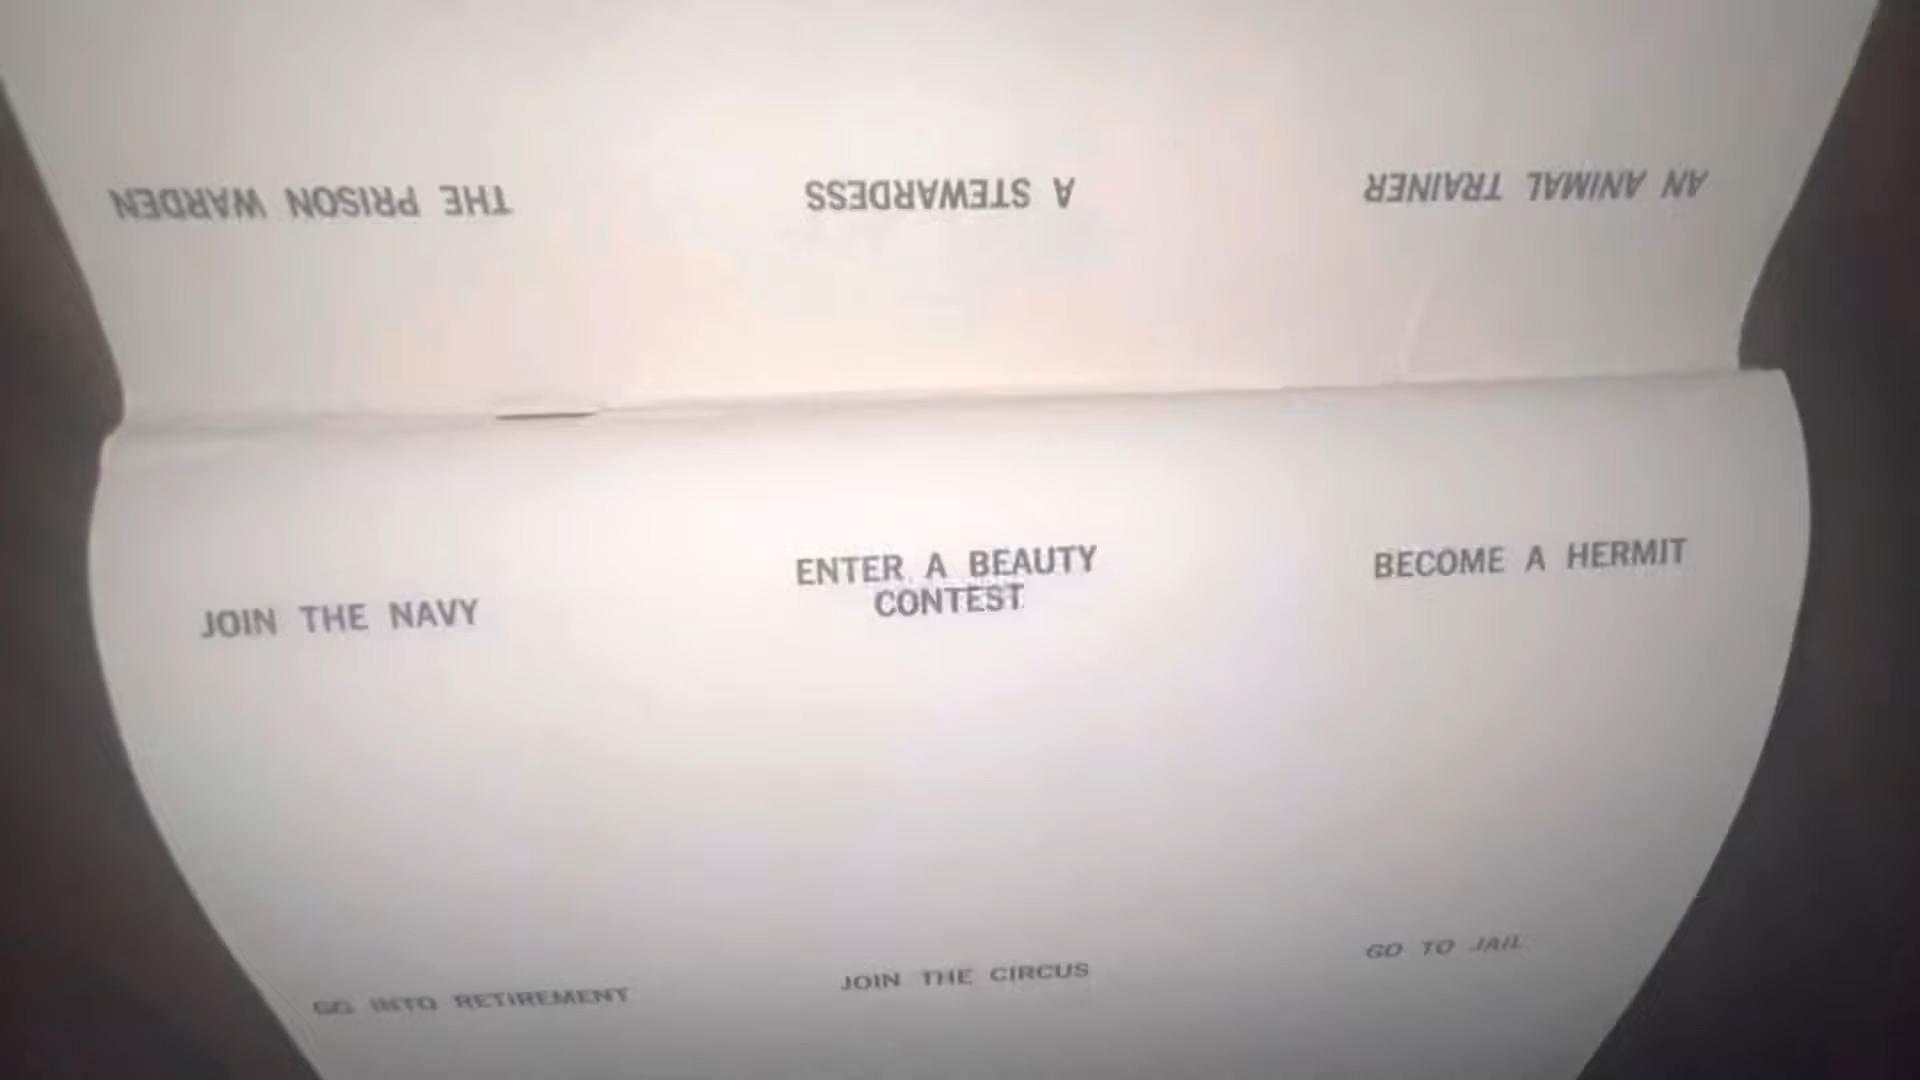 THE PRISON WARDEN
A STEWARDESS
AN ANIMAL TRAINER
JOIN THE NAVY
ENTER A BEAUTY
CONTEST
BECOME A HERMIT
GO INTO RETIREMENT
JOIN THE CIRCUS
GO TO JAIL